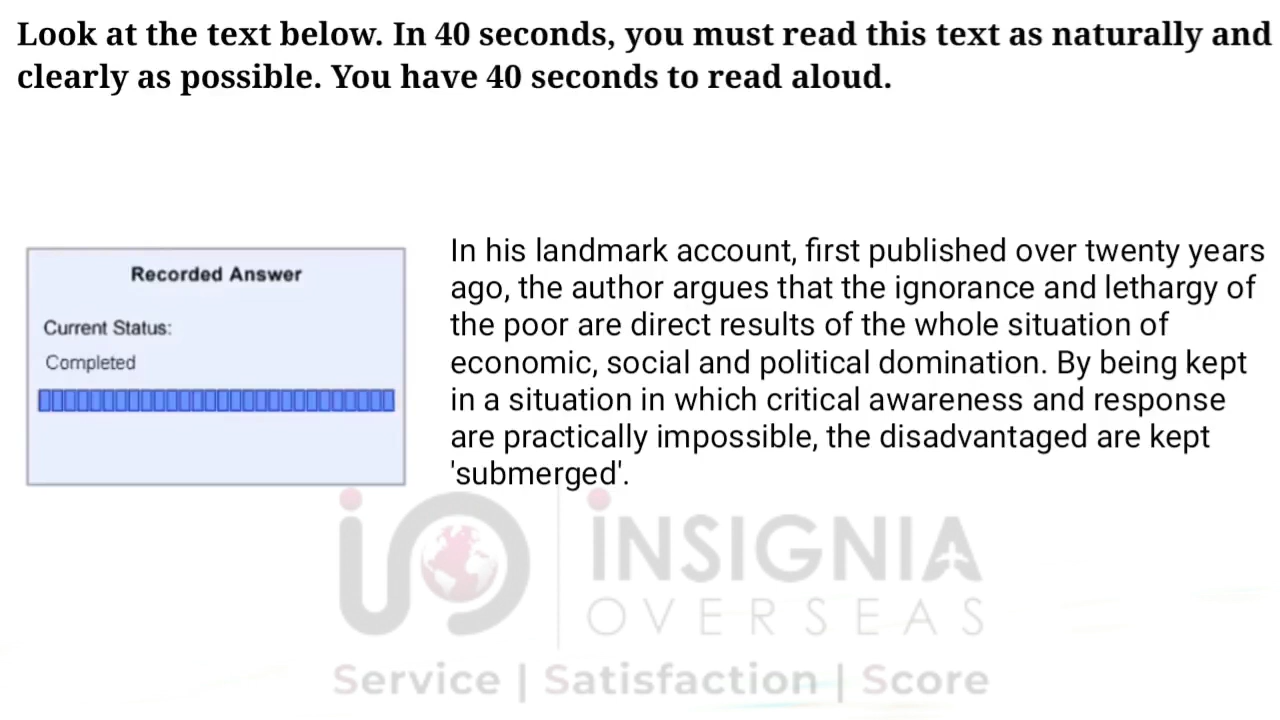 Look at the text below. In 40 seconds, you must read this text as naturally and
clearly as possible. You have 40 seconds to read aloud.
Recorded Answer
Current Status:
Completed
In his landmark account, first published over twenty years
ago, the author argues that the ignorance and lethargy of
the poor are direct results of the whole situation of
economic, social and political domination. By being kept
in a situation in which critical awareness and response
are practically impossible, the disadvantaged are kept
'submerged'.
INSIGNIA
OVERSEAS
Service | Satisfaction | Score